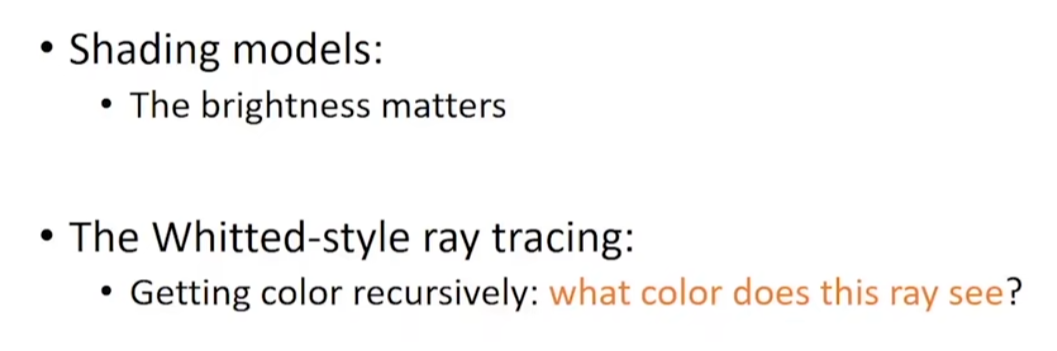 • Shading models:
• The brightness matters
• The Whitted-style ray tracing:
• Getting color recursively: what color does this ray see?